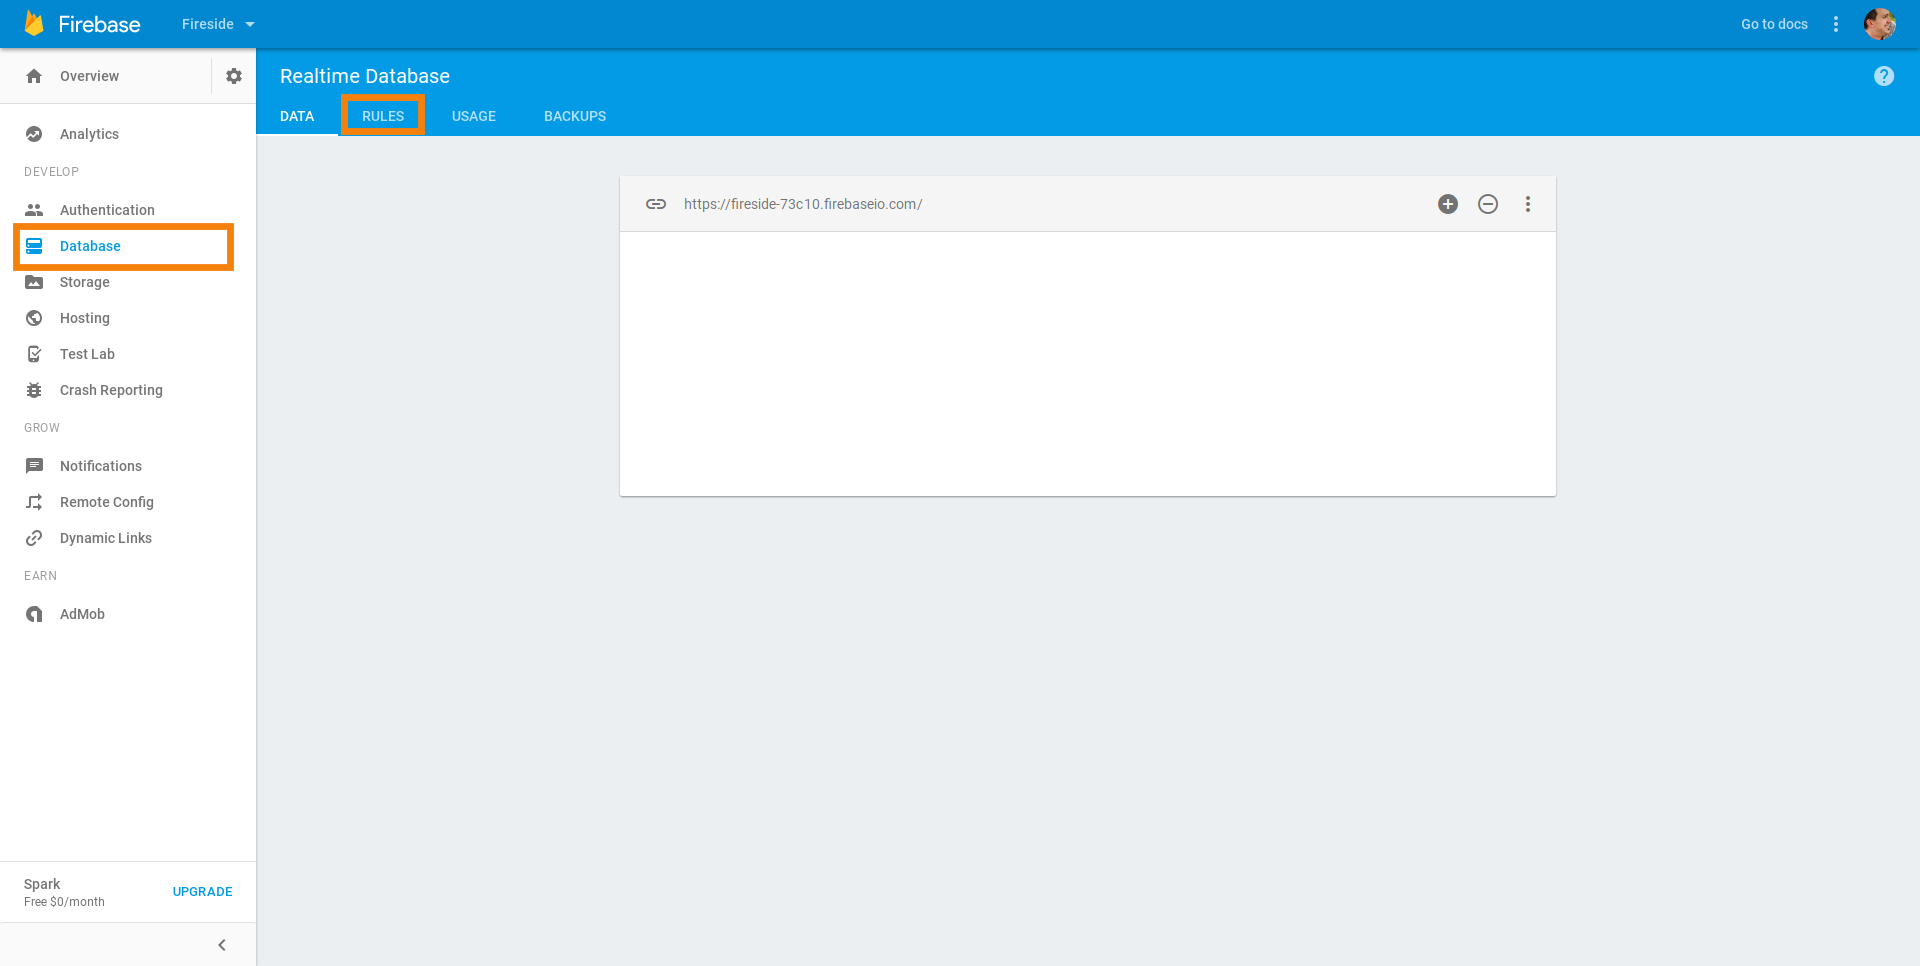 Firebase
Fireside
Go to docs
Overview
Realtime Database
?
DATA
RULES
USAGE
BACKUPS
Analytics
DEVELOP
Authentication
Database
Storage
Hosting
Test Lab
Crash Reporting
GROW
Notifications
Remote Config
Dynamic Links
EARN
AdMob
https://fireside-73c10.firebaseio.com/
Spark
Free $0/month
UPGRADE